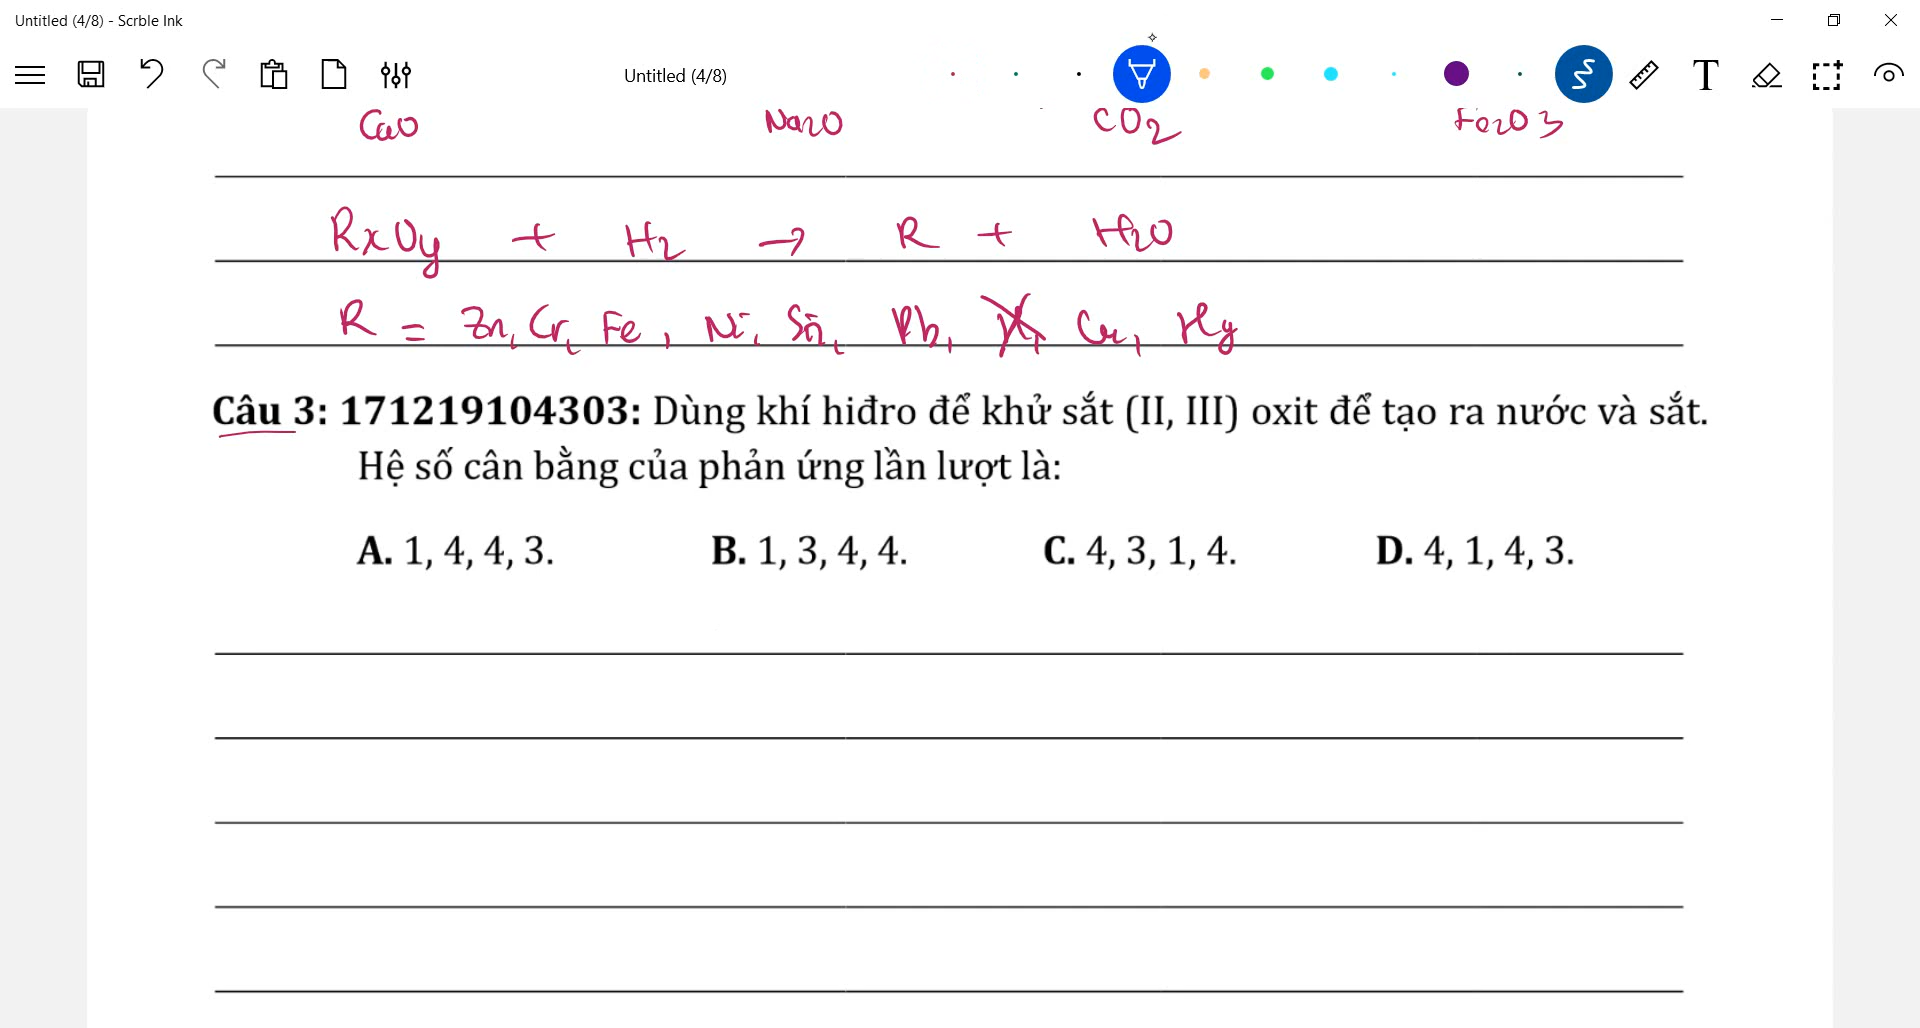 Untitled (4/8) - Scrble Ink
Untitled (4/8)
T
CaO Na2O CO2 Fe2O3
RxOy + H2 → R + H2O
R = Zn, Cr, Fe, Ni, Sn, Pb, Cu, Hg
Câu 3: 171219104303: Dùng khí hiđro để khử sắt (II, III) oxit để tạo ra nước và sắt.
Hệ số cân bằng của phản ứng lần lượt là:
A. 1, 4, 4, 3. B. 1, 3, 4, 4. C. 4, 3, 1, 4. D. 4, 1, 4, 3.